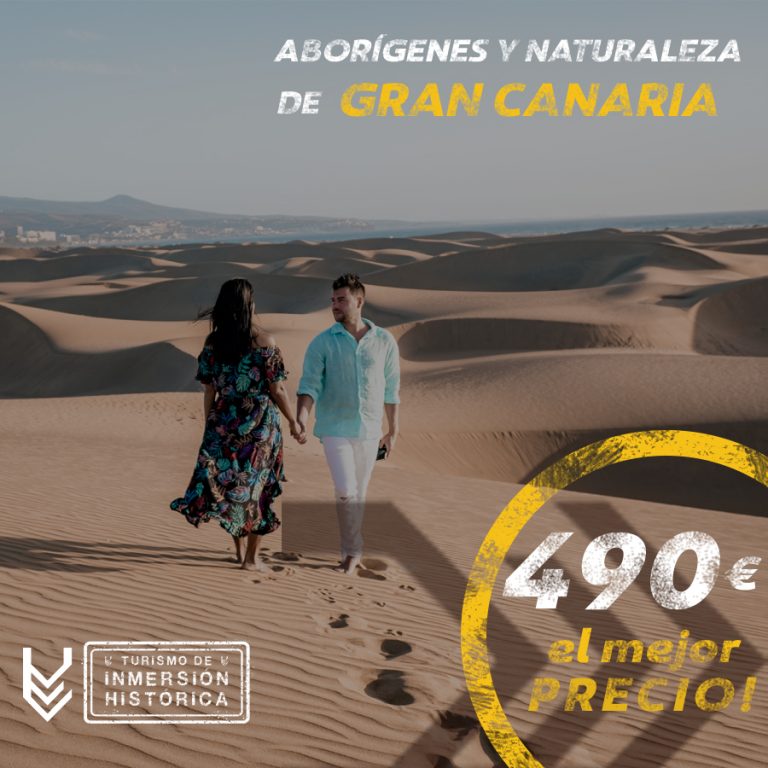 ABORÍGENES Y NATURALEZA
DE GRAN CANARIA
490€
el mejor
PRECIO!
TURISMO DE
INMERSIÓN
HISTÓRICA